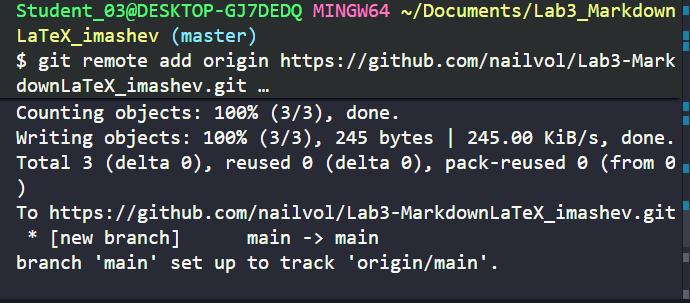 Student_03@DESKTOP-GJ7DEDQ MINGW64 ~/Documents/Lab3_Markdown
LaTeX_imashev (master)
$ git remote add origin https://github.com/nailvol/Lab3-Mark
downLaTeX_imashev.git …
Counting objects: 100% (3/3), done.
Writing objects: 100% (3/3), 245 bytes | 245.00 KiB/s, done.
Total 3 (delta 0), reused 0 (delta 0), pack-reused 0 (from 0
)
To https://github.com/nailvol/Lab3-MarkdownLaTeX_imashev.git
 * [new branch]      main -> main
branch 'main' set up to track 'origin/main'.